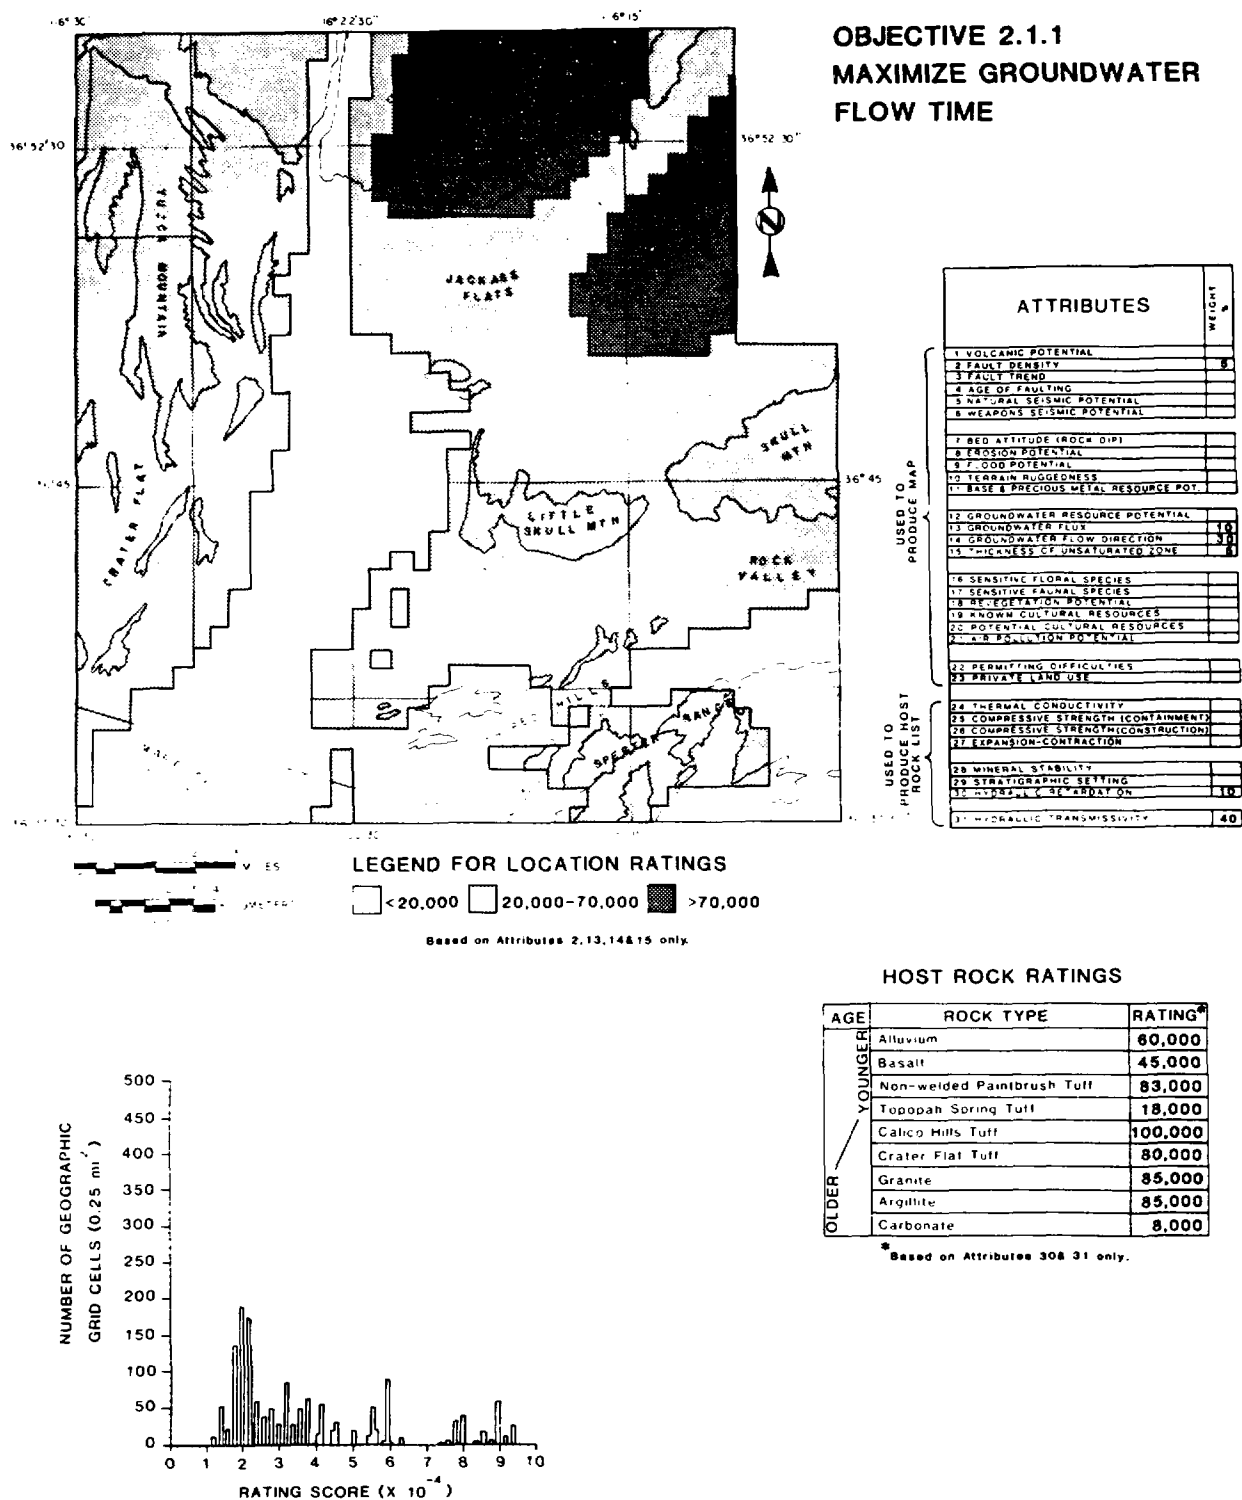 16° 30'
16° 22' 30"
6° 15'
OBJECTIVE 2.1.1
MAXIMIZE GROUNDWATER
FLOW TIME
36° 52' 30
36° 52 30"
N
YUCCA MOUNTAIN
JACKASS
FLATS
SKULL
MTN
36° 45
LITTLE
SKULL MTN
CRATER FLAT
ROCK
VALLEY
HILLS
SPECTER RANGE
ATTRIBUTES
WEIGHT
%
USED TO
PRODUCE MAP
1 VOLCANIC POTENTIAL
2 FAULT DENSITY 5
3 FAULT TREND
4 AGE OF FAULTING
5 NATURAL SEISMIC POTENTIAL
6 WEAPONS SEISMIC POTENTIAL
7 BED ATTITUDE (ROCK DIP)
8 EROSION POTENTIAL
9 FLOOD POTENTIAL
10 TERRAIN RUGGEDNESS
11 BASE & PRECIOUS METAL RESOURCE POT.
12 GROUNDWATER RESOURCE POTENTIAL
13 GROUNDWATER FLUX 10
14 GROUNDWATER FLOW DIRECTION 30
15 THICKNESS OF UNSATURATED ZONE 5
16 SENSITIVE FLORAL SPECIES
17 SENSITIVE FAUNAL SPECIES
18 REVEGETATION POTENTIAL
19 KNOWN CULTURAL RESOURCES
20 POTENTIAL CULTURAL RESOURCES
21 AIR POLLUTION POTENTIAL
22 PERMITTING DIFFICULTIES
23 PRIVATE LAND USE
USED TO
PRODUCE HOST
ROCK LIST
24 THERMAL CONDUCTIVITY
25 COMPRESSIVE STRENGTH (CONTAINMENT)
26 COMPRESSIVE STRENGTH (CONSTRUCTION)
27 EXPANSION-CONTRACTION
28 MINERAL STABILITY
29 STRATIGRAPHIC SETTING
30 HYDRAULIC RETARDATION 10
31 HYDRAULIC TRANSMISSIVITY 40
LEGEND FOR LOCATION RATINGS
<20,000 20,000-70,000 >70,000
Based on Attributes 2,13,14&15 only.
HOST ROCK RATINGS
AGE ROCK TYPE RATING*
YOUNGER
OLDER
Alluvium 60,000
Basalt 45,000
Non-welded Paintbrush Tuff 83,000
Topopah Spring Tuff 18,000
Calico Hills Tuff 100,000
Crater Flat Tuff 80,000
Granite 85,000
Argillite 85,000
Carbonate 8,000
*Based on Attributes 30& 31 only.
NUMBER OF GEOGRAPHIC
GRID CELLS (0.25 mi²)
500
450
400
350
300
250
200
150
100
50
0
0 1 2 3 4 5 6 7 8 9 10
RATING SCORE (X 10⁻⁴)